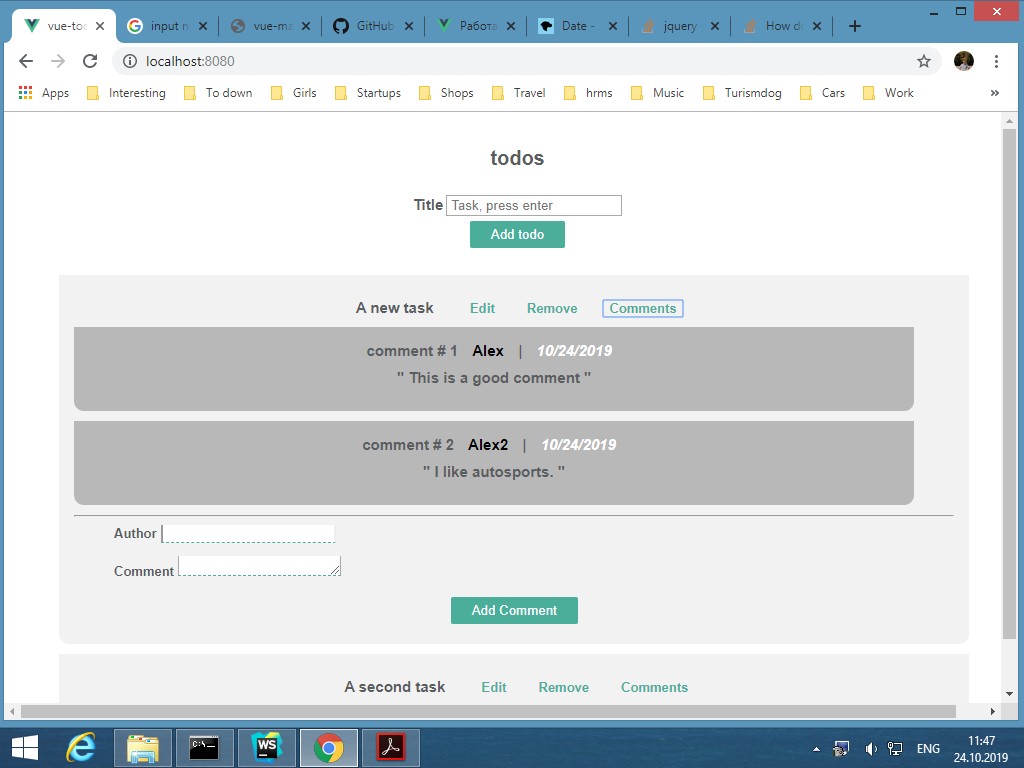 vue-too
input n
vue-ma
GitHub
Работа
Date -
jquery
How do
localhost:8080
Apps Interesting To down Girls Startups Shops Travel hrms Music Turismdog Cars Work »
todos
Title Task, press enter
Add todo
A new task Edit Remove Comments
comment # 1 Alex | 10/24/2019
" This is a good comment "
comment # 2 Alex2 | 10/24/2019
" I like autosports. "
Author
Comment
Add Comment
A second task Edit Remove Comments
C:\_
WS
ENG
11:47
24.10.2019